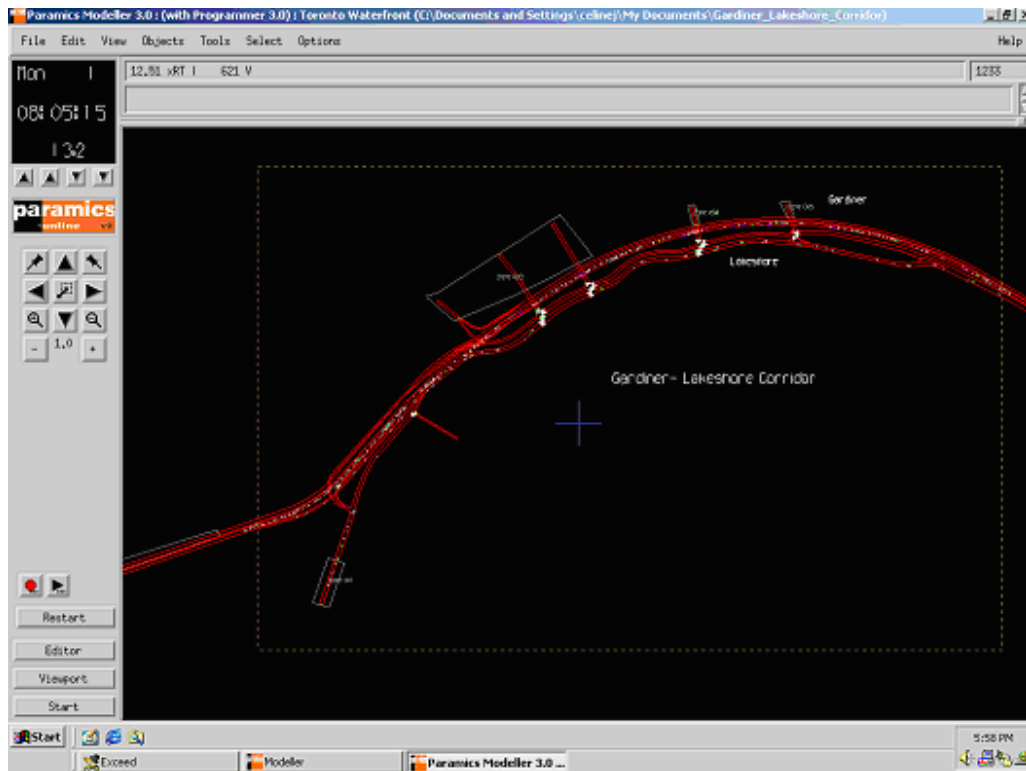 Paramics Modeller 3.0 : (with Programmer 3.0) : Toronto Waterfront (C:\Documents and Settings\celinej\My Documents\Gardiner_Lakeshore_Corridor)
File Edit View Objects Tools Select Options Help
Mon 1
12.51 xRT | 621 V
1233
08:05:15
132
paramics
online v3
Gardiner
Lakeshore
Gardiner- Lakeshore Corridor
- 1.0 +
Restart
Editor
Viewport
Start
Start
5:58 PM
Exceed
Modeller
Paramics Modeller 3.0 ...